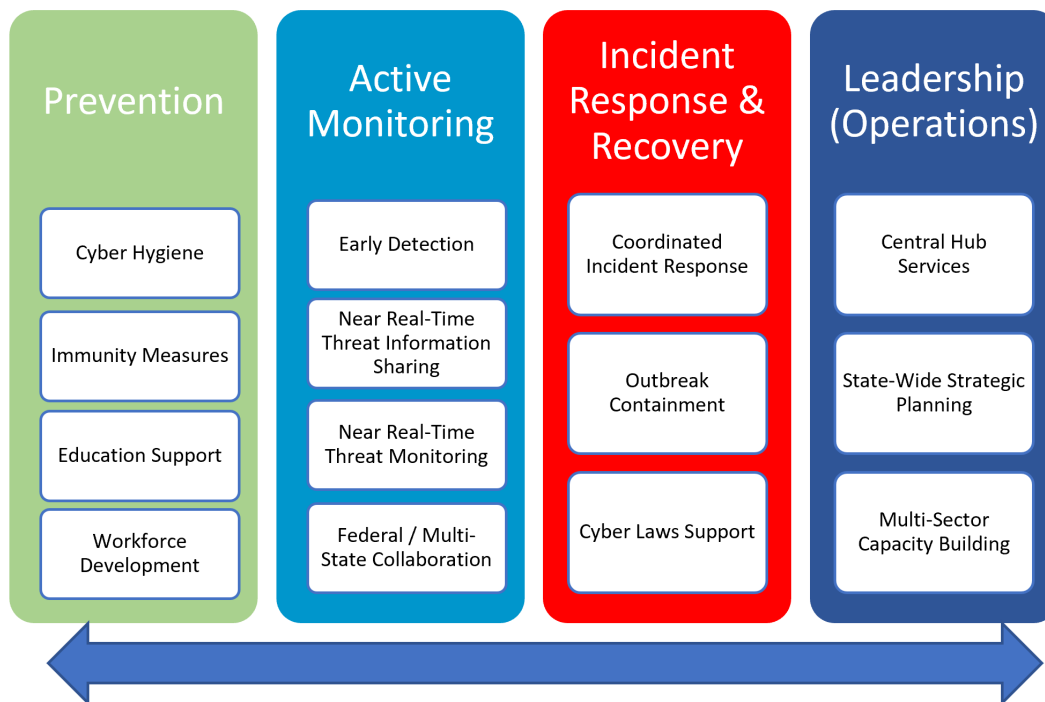 Prevention
Cyber Hygiene
Immunity Measures
Education Support
Workforce
Development
Active
Monitoring
Early Detection
Near Real-Time
Threat Information
Sharing
Near Real-Time
Threat Monitoring
Federal / Multi-
State Collaboration
Incident
Response &
Recovery
Coordinated
Incident Response
Outbreak
Containment
Cyber Laws Support
Leadership
(Operations)
Central Hub
Services
State-Wide Strategic
Planning
Multi-Sector
Capacity Building